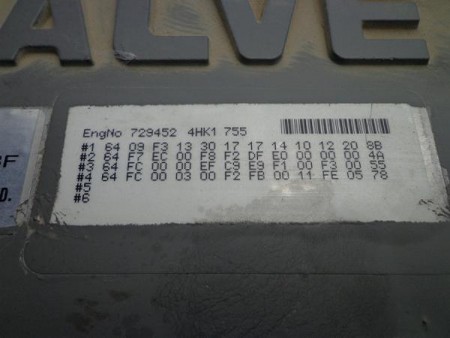 ALVE
F
D.
EngNo 729452 4HK1 755
#1 64 09 F3 13 30 17 17 14 10 12 20 8B
#2 64 F7 EC 00 F8 F2 DF E0 00 00 00 4A
#3 64 FC 00 00 EF C9 E9 F1 00 F3 00 55
#4 64 FC 00 03 00 F2 FB 00 11 FE 05 78
#5
#6